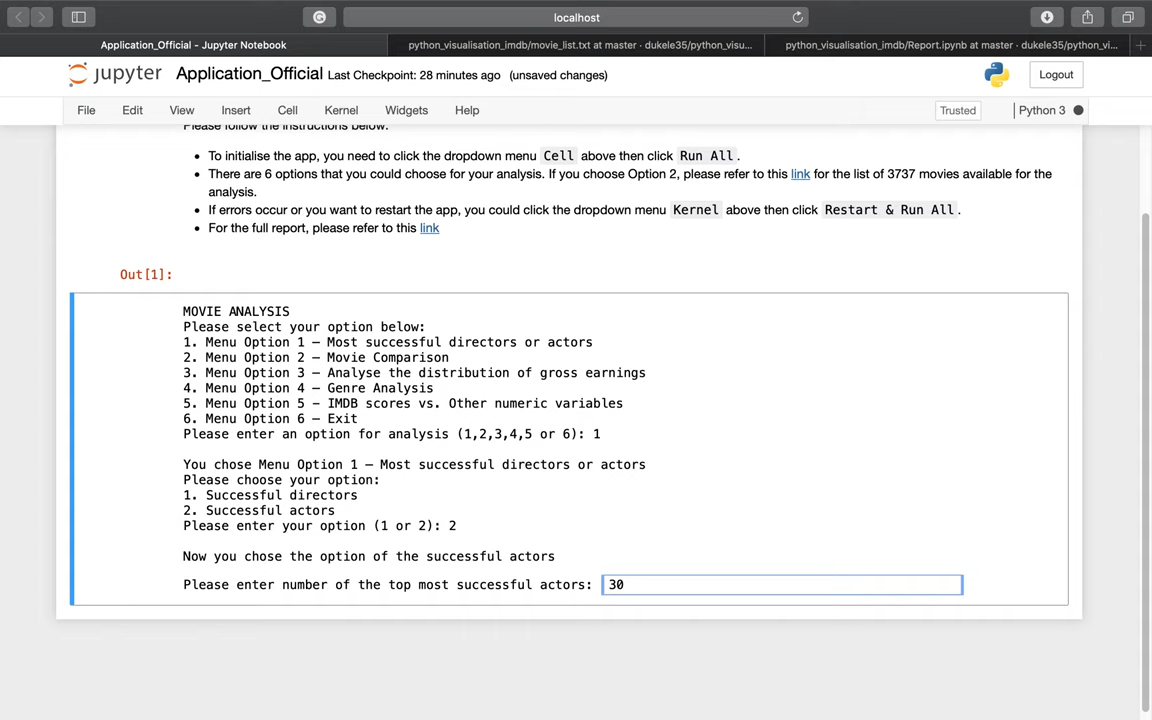 localhost
Application_Official - Jupyter Notebook
python_visualisation_imdb/movie_list.txt at master · dukele35/python_visu...
python_visualisation_imdb/Report.ipynb at master · dukele35/python_vi...
jupyter Application_Official Last Checkpoint: 28 minutes ago (unsaved changes)
Logout
File Edit View Insert Cell Kernel Widgets Help
Trusted
Python 3
Please follow the instructions below:
• To initialise the app, you need to click the dropdown menu Cell above then click Run All.
• There are 6 options that you could choose for your analysis. If you choose Option 2, please refer to this link for the list of 3737 movies available for the
analysis.
• If errors occur or you want to restart the app, you could click the dropdown menu Kernel above then click Restart & Run All.
• For the full report, please refer to this link
Out[1]:
MOVIE ANALYSIS
Please select your option below:
1. Menu Option 1 – Most successful directors or actors
2. Menu Option 2 – Movie Comparison
3. Menu Option 3 – Analyse the distribution of gross earnings
4. Menu Option 4 – Genre Analysis
5. Menu Option 5 – IMDB scores vs. Other numeric variables
6. Menu Option 6 – Exit
Please enter an option for analysis (1,2,3,4,5 or 6): 1
You chose Menu Option 1 – Most successful directors or actors
Please choose your option:
1. Successful directors
2. Successful actors
Please enter your option (1 or 2): 2
Now you chose the option of the successful actors
Please enter number of the top most successful actors: 30